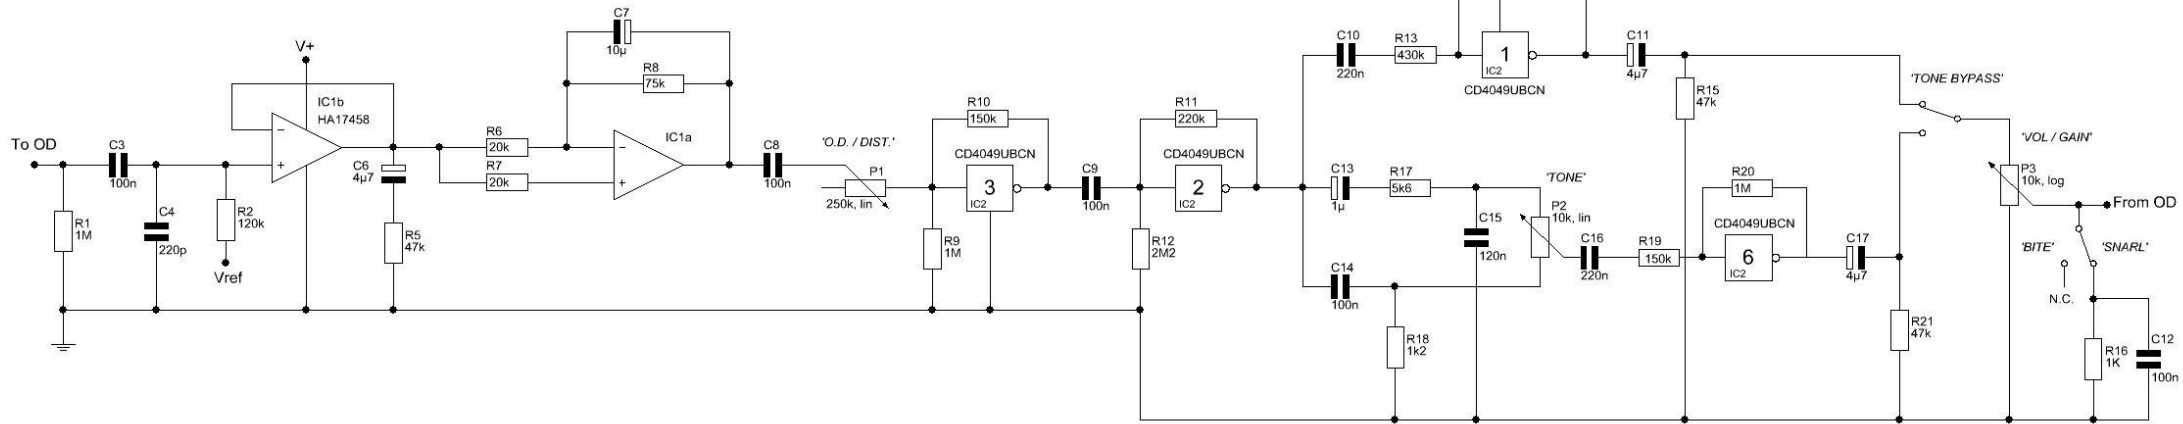 To OD
C3
100n
R1
1M
C4
220p
R2
120k
Vref
V+
IC1b
HA17458
−
+
C6
4µ7
R5
47k
R6
20k
R7
20k
C7
10µ
R8
75k
IC1a
−
+
C8
100n
'O.D. / DIST.'
P1
250k, lin
R10
150k
CD4049UBCN
3
IC2
R9
1M
C9
100n
R11
220k
CD4049UBCN
2
IC2
R12
2M2
C10
220n
R13
430k
1
IC2
CD4049UBCN
C11
4µ7
R15
47k
C13
1µ
R17
5k6
C15
120n
'TONE'
P2
10k, lin
C14
100n
R18
1k2
C16
220n
R19
150k
R20
1M
CD4049UBCN
6
IC2
C17
4µ7
R21
47k
'TONE BYPASS'
'VOL / GAIN'
P3
10k, log
From OD
'BITE'
'SNARL'
N.C.
R16
1K
C12
100n